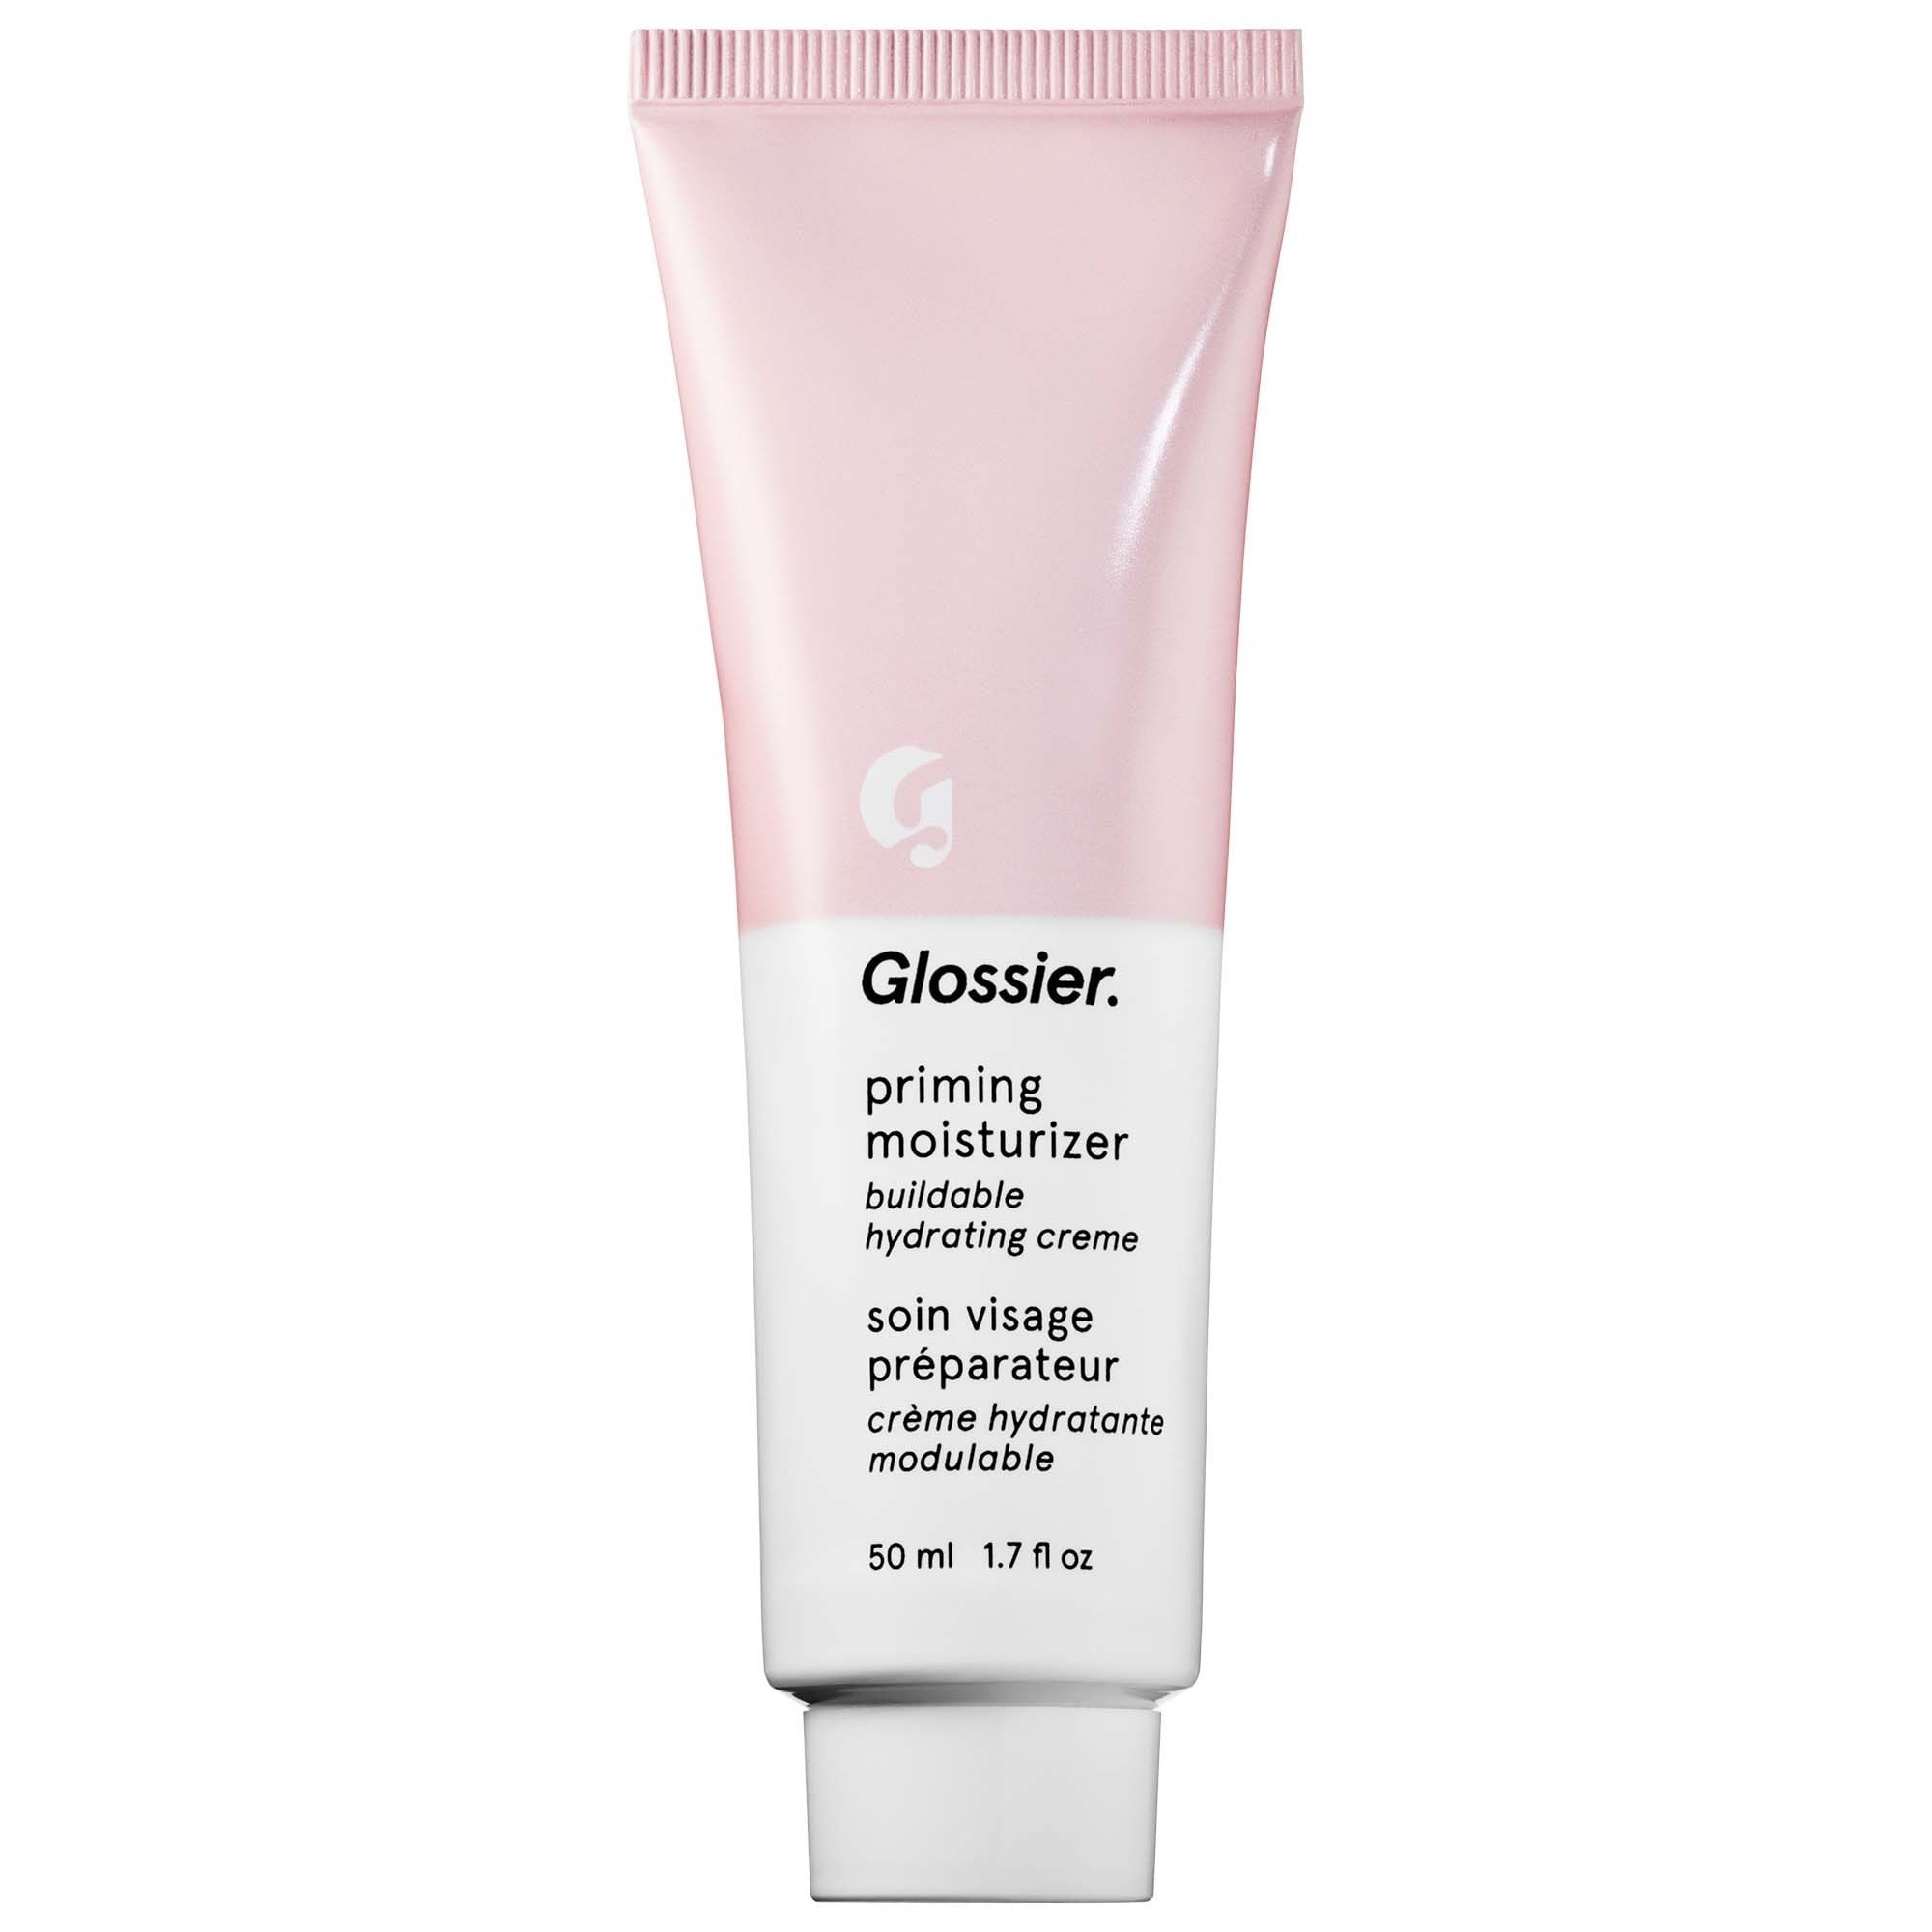 G
Glossier.
priming
moisturizer
buildable
hydrating creme
soin visage
préparateur
crème hydratante
modulable
50 ml 1.7 fl oz